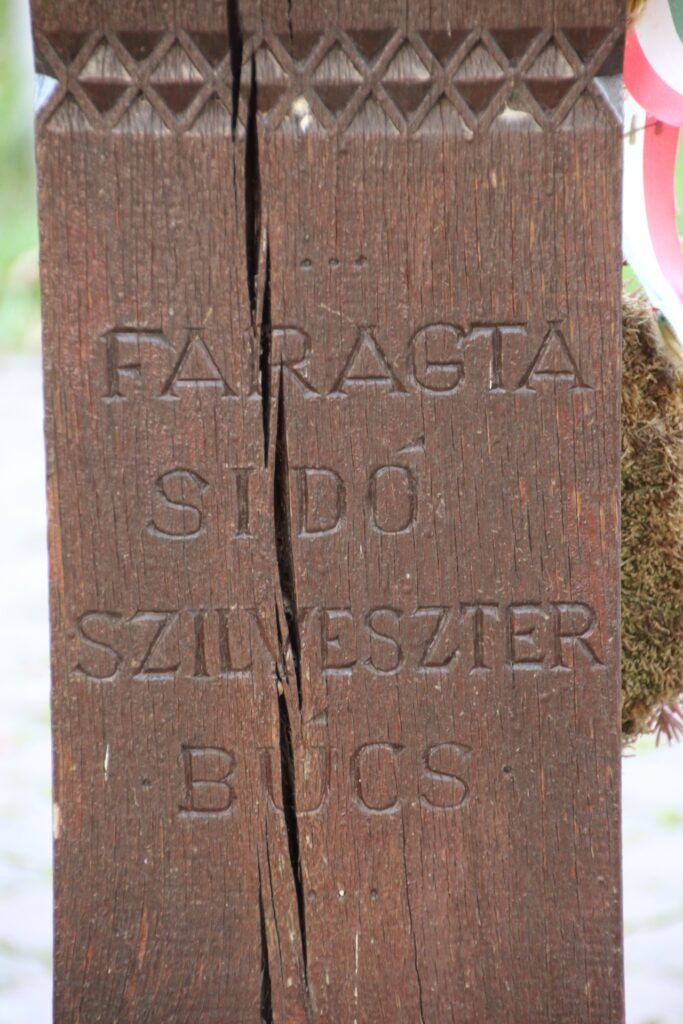 ...
FARAGTA
SIDÓ
SZILVESZTER
BÚCS